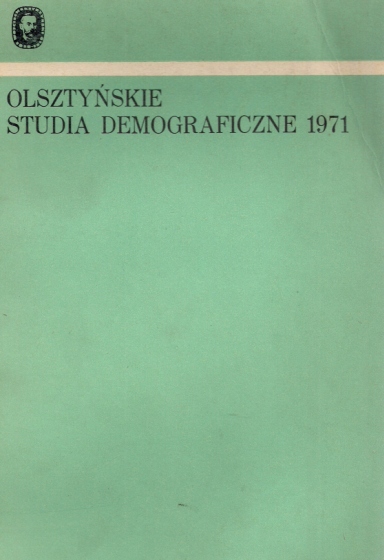 OLSZTYŃSKIE
STUDIA DEMOGRAFICZNE 1971